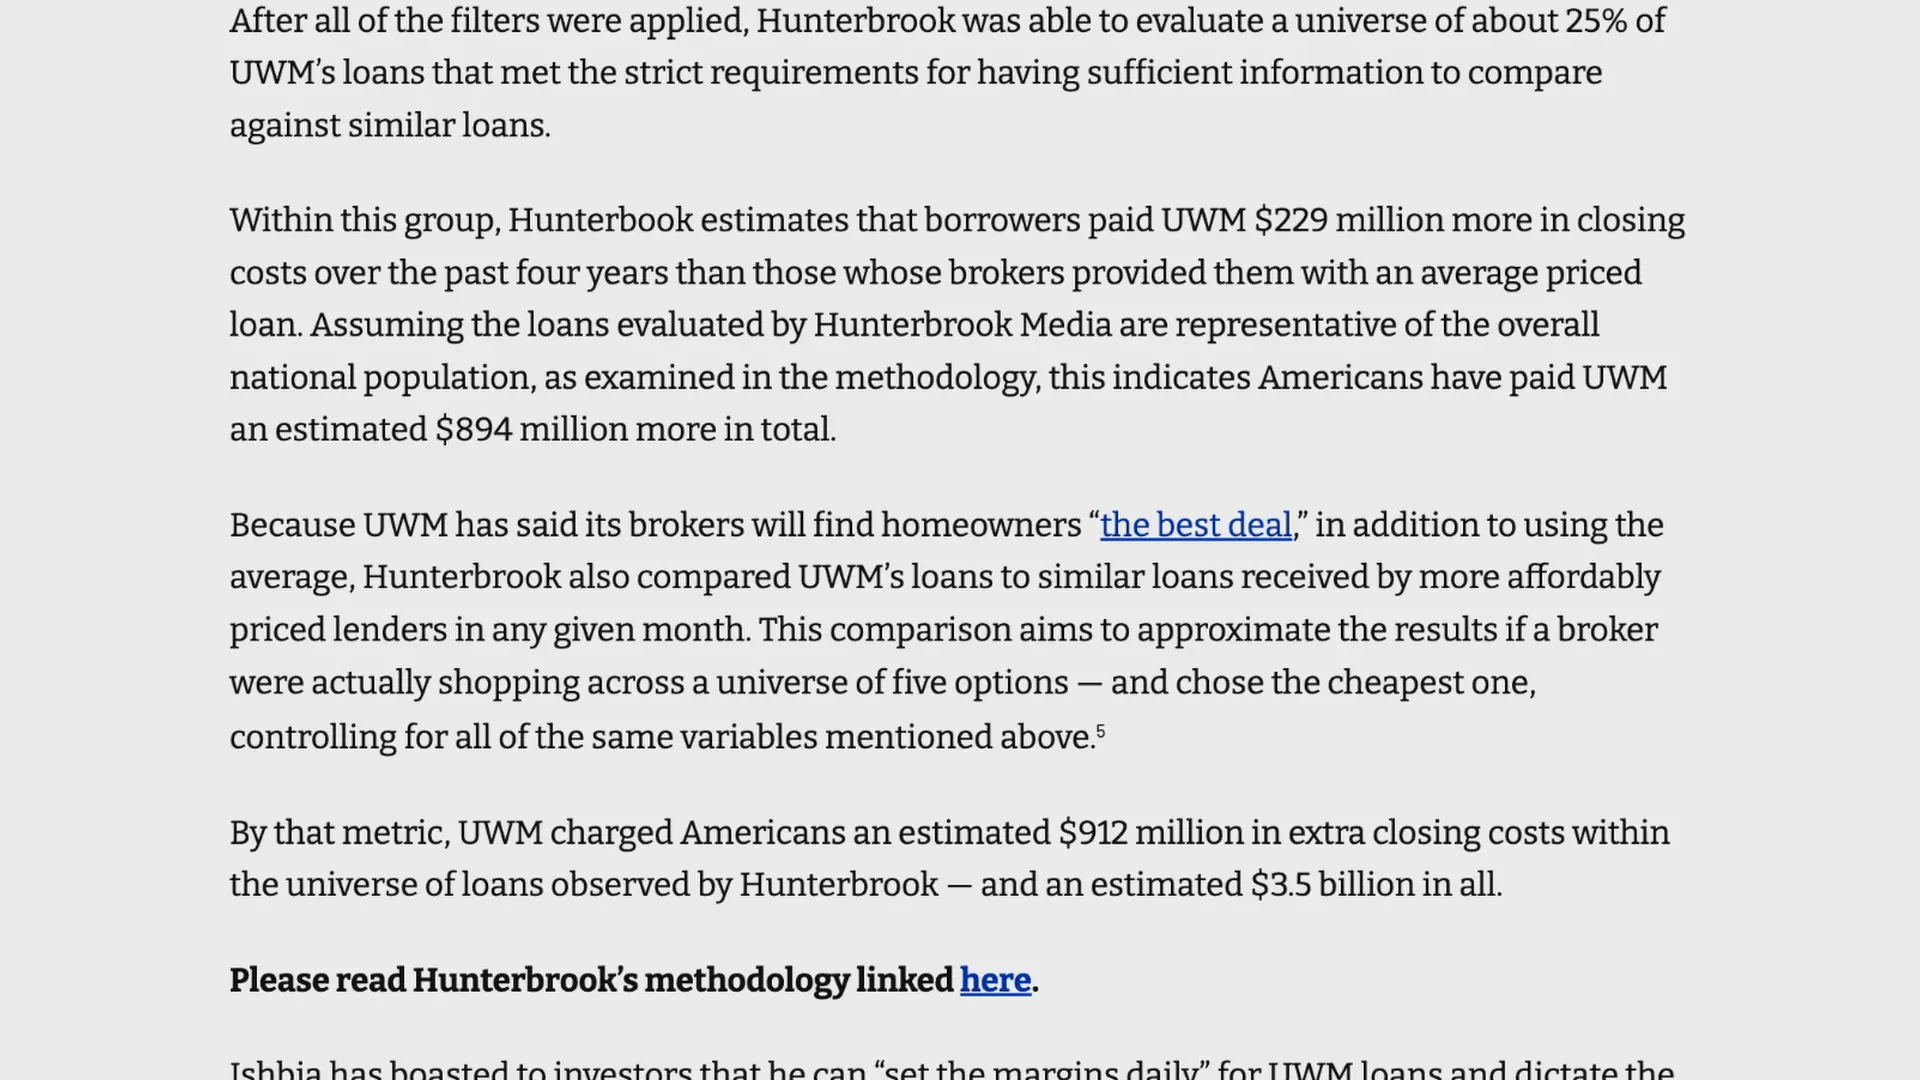 After all of the filters were applied, Hunterbrook was able to evaluate a universe of about 25% of
UWM’s loans that met the strict requirements for having sufficient information to compare
against similar loans.
Within this group, Hunterbook estimates that borrowers paid UWM $229 million more in closing
costs over the past four years than those whose brokers provided them with an average priced
loan. Assuming the loans evaluated by Hunterbrook Media are representative of the overall
national population, as examined in the methodology, this indicates Americans have paid UWM
an estimated $894 million more in total.
Because UWM has said its brokers will find homeowners “the best deal,” in addition to using the
average, Hunterbrook also compared UWM’s loans to similar loans received by more affordably
priced lenders in any given month. This comparison aims to approximate the results if a broker
were actually shopping across a universe of five options — and chose the cheapest one,
controlling for all of the same variables mentioned above.⁵
By that metric, UWM charged Americans an estimated $912 million in extra closing costs within
the universe of loans observed by Hunterbrook — and an estimated $3.5 billion in all.
Please read Hunterbrook’s methodology linked here.
Ishbia has boasted to investors that he can “set the margins daily” for UWM loans and dictate the